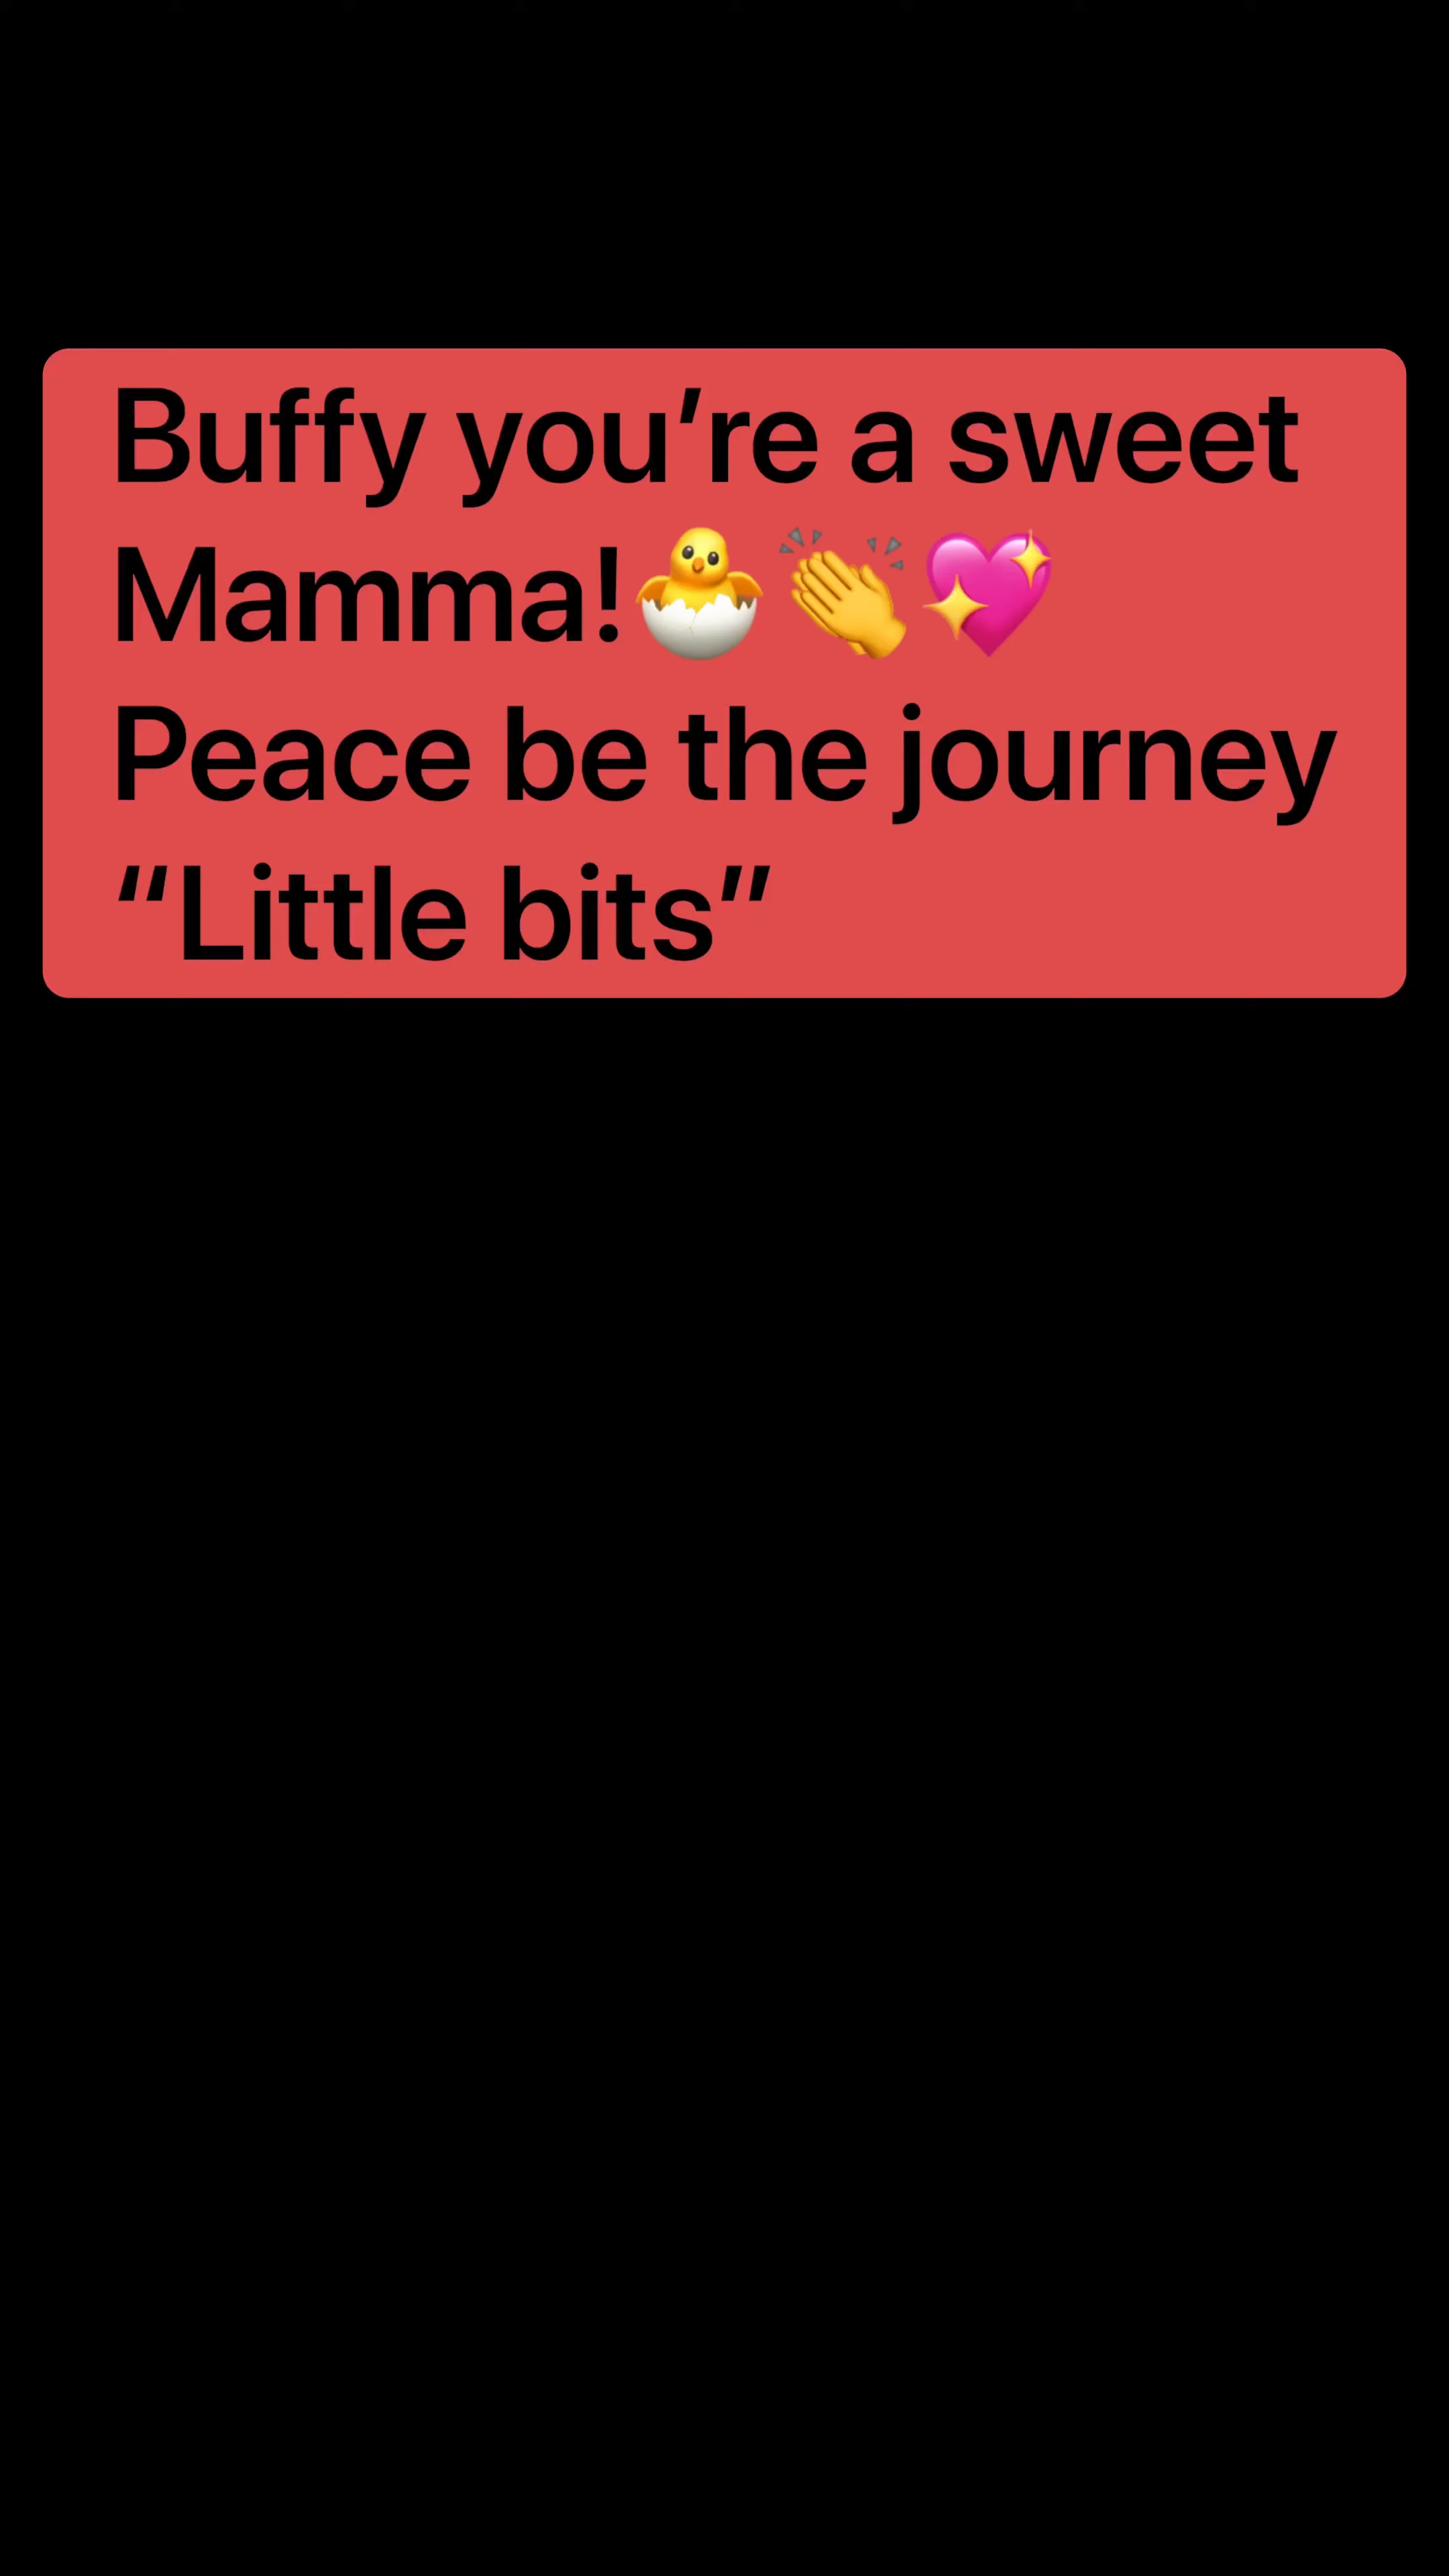 Buffy you’re a sweet
Mamma!🐣👏💖
Peace be the journey
“Little bits”